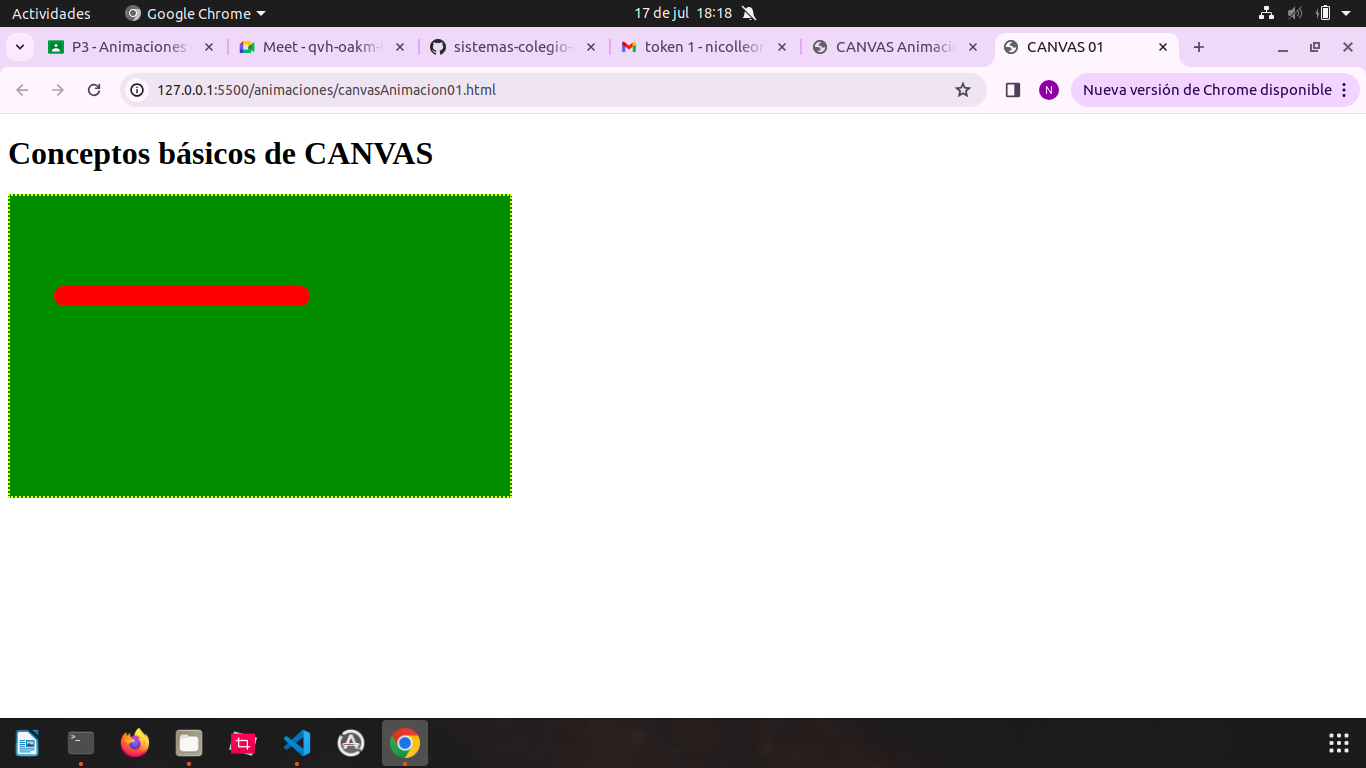 Actividades Google Chrome 17 de jul 18:18
P3 - Animaciones Meet - qvh-oakm- sistemas-colegio- token 1 - nicolleor CANVAS Animaci CANVAS 01
127.0.0.1:5500/animaciones/canvasAnimacion01.html N Nueva versión de Chrome disponible
Conceptos básicos de CANVAS